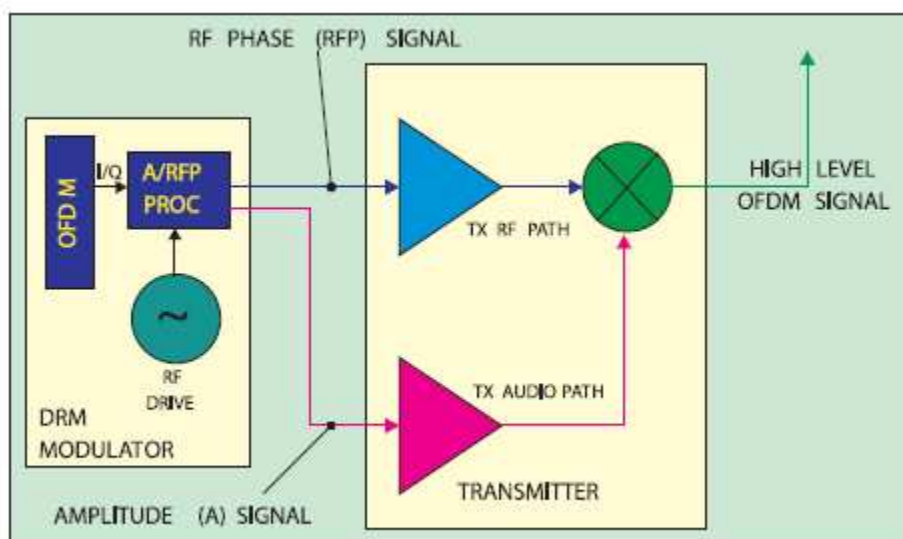 RF PHASE (RFP) SIGNAL
OFD M
I/Q
A/RFP
PROC
~
RF
DRIVE
DRM
MODULATOR
TX RF PATH
TX AUDIO PATH
TRANSMITTER
HIGH LEVEL
OFDM SIGNAL
AMPLITUDE (A) SIGNAL